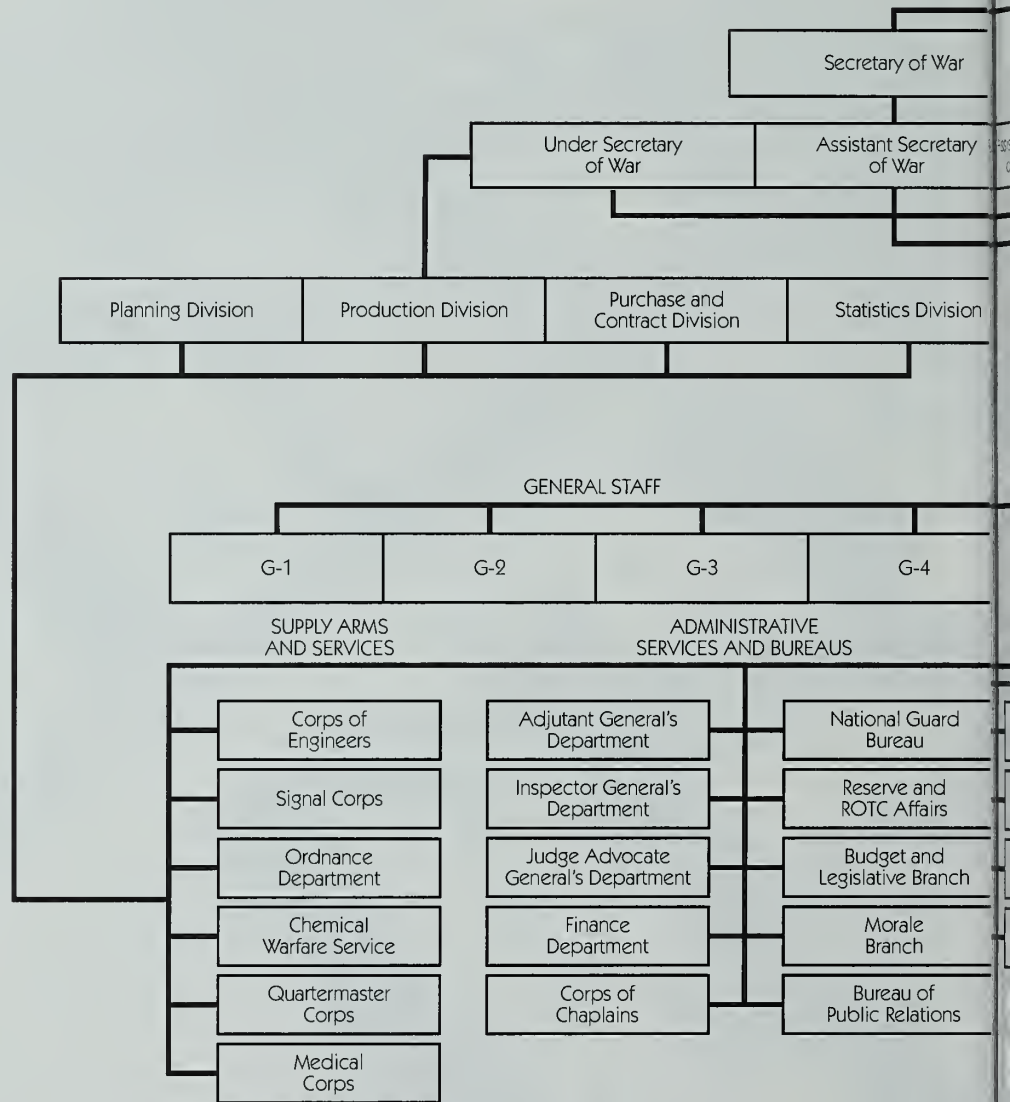 Secretary of War
Under Secretary
of War
Assistant Secretary
of War
Planning Division
Production Division
Purchase and
Contract Division
Statistics Division
GENERAL STAFF
G-1
G-2
G-3
G-4
SUPPLY ARMS
AND SERVICES
ADMINISTRATIVE
SERVICES AND BUREAUS
Corps of
Engineers
Signal Corps
Ordnance
Department
Chemical
Warfare Service
Quartermaster
Corps
Medical
Corps
Adjutant General's
Department
Inspector General's
Department
Judge Advocate
General's Department
Finance
Department
Corps of
Chaplains
National Guard
Bureau
Reserve and
ROTC Affairs
Budget and
Legislative Branch
Morale
Branch
Bureau of
Public Relations